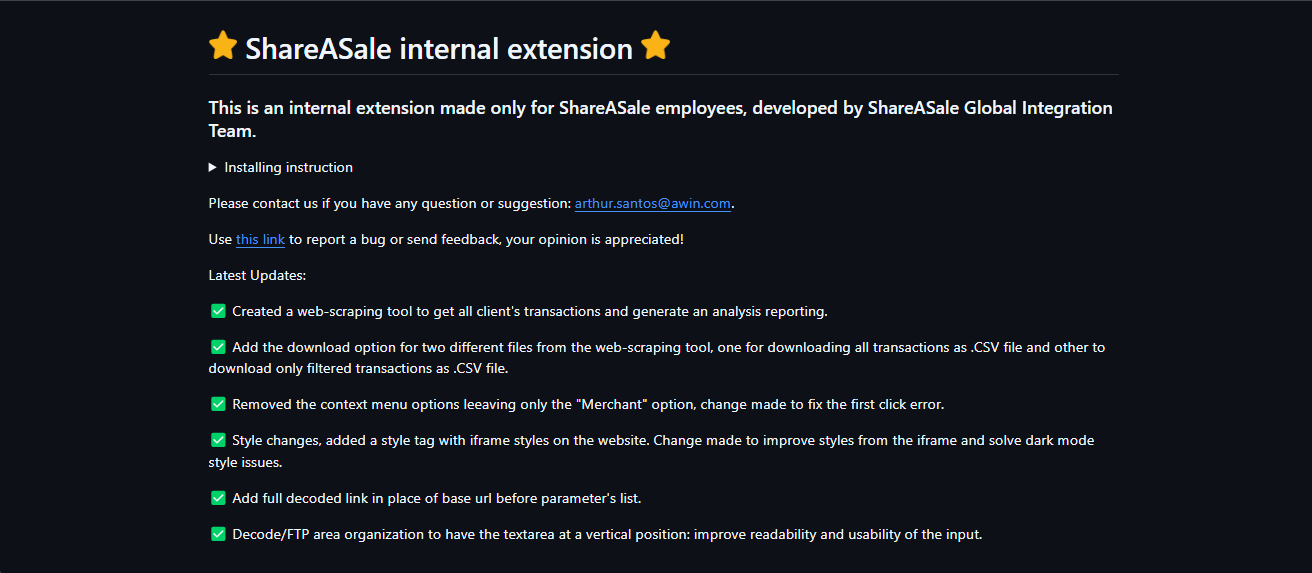 ⭐ ShareASale internal extension ⭐
This is an internal extension made only for ShareASale employees, developed by ShareASale Global Integration
Team.
▶ Installing instruction
Please contact us if you have any question or suggestion: arthur.santos@awin.com.
Use this link to report a bug or send feedback, your opinion is appreciated!
Latest Updates:
✅ Created a web-scraping tool to get all client's transactions and generate an analysis reporting.
✅ Add the download option for two different files from the web-scraping tool, one for downloading all transactions as .CSV file and other to
download only filtered transactions as .CSV file.
✅ Removed the context menu options leeaving only the "Merchant" option, change made to fix the first click error.
✅ Style changes, added a style tag with iframe styles on the website. Change made to improve styles from the iframe and solve dark mode
style issues.
✅ Add full decoded link in place of base url before parameter's list.
✅ Decode/FTP area organization to have the textarea at a vertical position: improve readability and usability of the input.